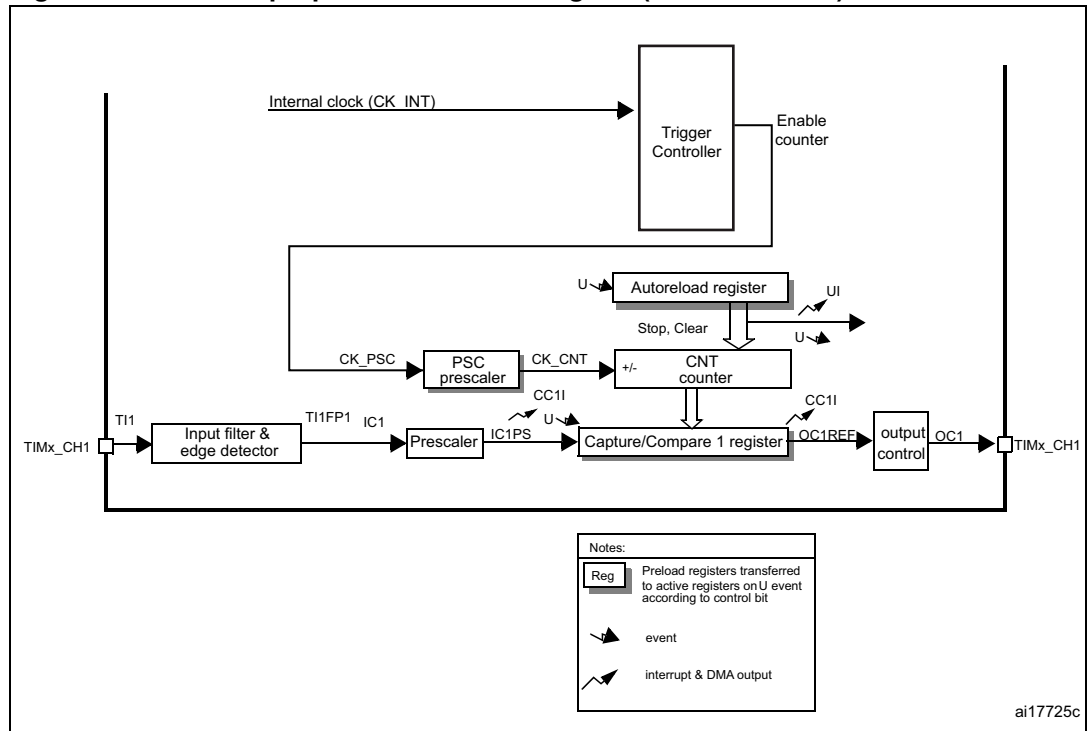 Internal clock (CK_INT)
Trigger
Controller
Enable
counter
U
Autoreload register
UI
Stop, Clear
U
CK_PSC
PSC
prescaler
CK_CNT
+/-
CNT
counter
CC1I
CC1I
U
TI1
TI1FP1
IC1
IC1PS
TIMx_CH1
Input filter &
edge detector
Prescaler
Capture/Compare 1 register
OC1REF
output
control
OC1
TIMx_CH1
Notes:
Reg
Preload registers transferred
to active registers on U event
according to control bit
event
interrupt & DMA output
ai17725c